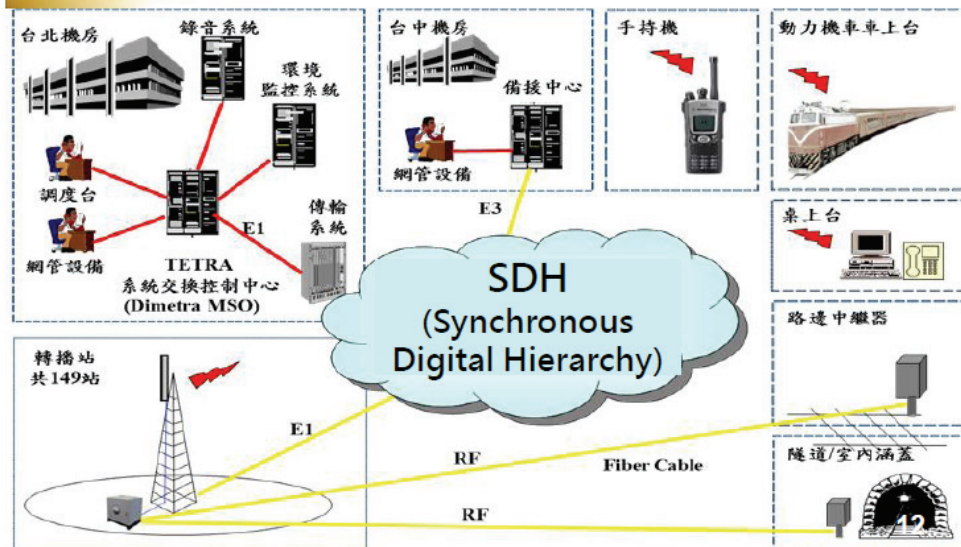 台北機房
錄音系統
環境
監控系統
調度台
網管設備
E1
傳輸
系統
TETRA
系統交換控制中心
(Dimetra MSO)
台中機房
備援中心
網管設備
E3
手持機
動力機車車上台
桌上台
SDH
(Synchronous
Digital Hierarchy)
轉播站
共149站
E1
RF
Fiber Cable
RF
路邊中繼器
隧道/室內涵蓋
12